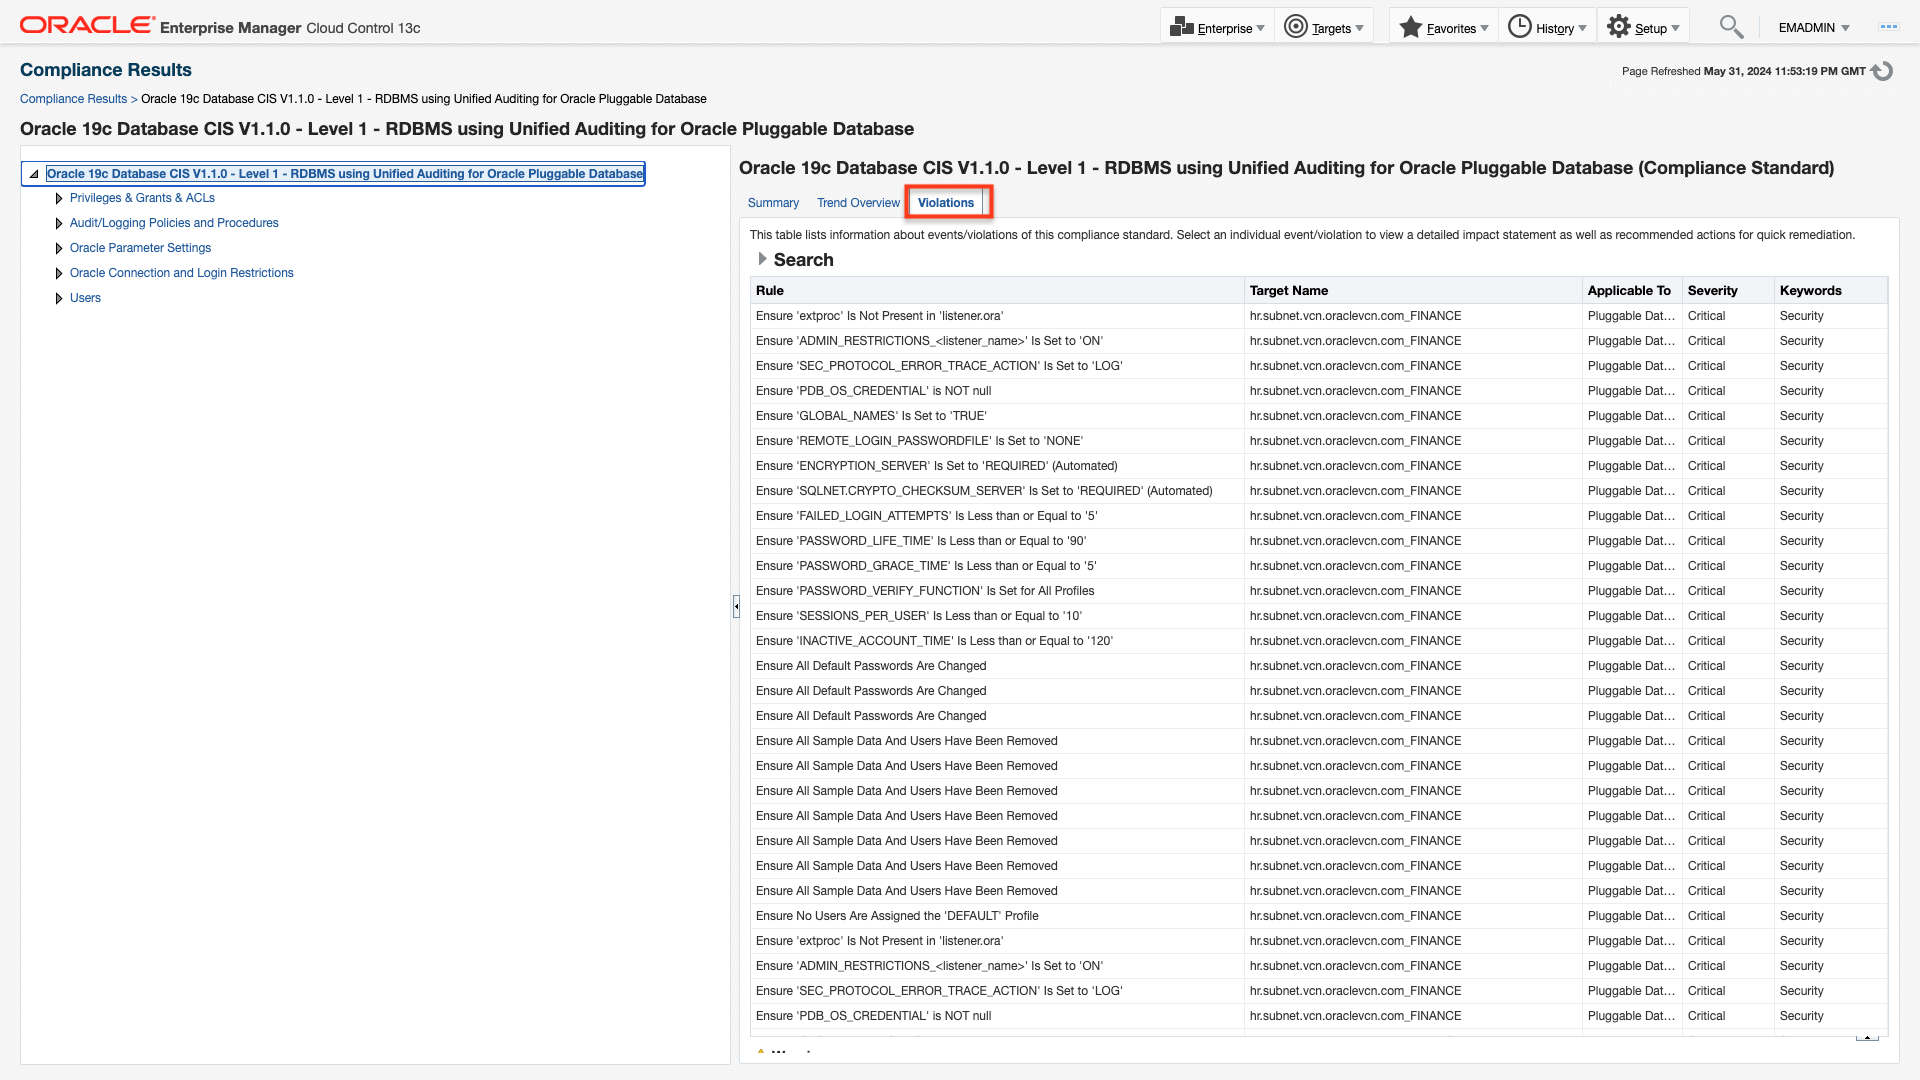 ORACLE Enterprise Manager Cloud Control 13c
Enterprise Targets Favorites History Setup EMADMIN
Compliance Results
Page Refreshed May 31, 2024 11:53:19 PM GMT
Compliance Results > Oracle 19c Database CIS V1.1.0 - Level 1 - RDBMS using Unified Auditing for Oracle Pluggable Database
Oracle 19c Database CIS V1.1.0 - Level 1 - RDBMS using Unified Auditing for Oracle Pluggable Database
Oracle 19c Database CIS V1.1.0 - Level 1 - RDBMS using Unified Auditing for Oracle Pluggable Database
Privileges & Grants & ACLs
Audit/Logging Policies and Procedures
Oracle Parameter Settings
Oracle Connection and Login Restrictions
Users
Oracle 19c Database CIS V1.1.0 - Level 1 - RDBMS using Unified Auditing for Oracle Pluggable Database (Compliance Standard)
Summary Trend Overview Violations
This table lists information about events/violations of this compliance standard. Select an individual event/violation to view a detailed impact statement as well as recommended actions for quick remediation.
Search
Rule Target Name Applicable To Severity Keywords
Ensure 'extproc' Is Not Present in 'listener.ora' hr.subnet.vcn.oraclevcn.com_FINANCE Pluggable Dat... Critical Security
Ensure 'ADMIN_RESTRICTIONS_<listener_name>' Is Set to 'ON' hr.subnet.vcn.oraclevcn.com_FINANCE Pluggable Dat... Critical Security
Ensure 'SEC_PROTOCOL_ERROR_TRACE_ACTION' Is Set to 'LOG' hr.subnet.vcn.oraclevcn.com_FINANCE Pluggable Dat... Critical Security
Ensure 'PDB_OS_CREDENTIAL' is NOT null hr.subnet.vcn.oraclevcn.com_FINANCE Pluggable Dat... Critical Security
Ensure 'GLOBAL_NAMES' Is Set to 'TRUE' hr.subnet.vcn.oraclevcn.com_FINANCE Pluggable Dat... Critical Security
Ensure 'REMOTE_LOGIN_PASSWORDFILE' Is Set to 'NONE' hr.subnet.vcn.oraclevcn.com_FINANCE Pluggable Dat... Critical Security
Ensure 'ENCRYPTION_SERVER' Is Set to 'REQUIRED' (Automated) hr.subnet.vcn.oraclevcn.com_FINANCE Pluggable Dat... Critical Security
Ensure 'SQLNET.CRYPTO_CHECKSUM_SERVER' Is Set to 'REQUIRED' (Automated) hr.subnet.vcn.oraclevcn.com_FINANCE Pluggable Dat... Critical Security
Ensure 'FAILED_LOGIN_ATTEMPTS' Is Less than or Equal to '5' hr.subnet.vcn.oraclevcn.com_FINANCE Pluggable Dat... Critical Security
Ensure 'PASSWORD_LIFE_TIME' Is Less than or Equal to '90' hr.subnet.vcn.oraclevcn.com_FINANCE Pluggable Dat... Critical Security
Ensure 'PASSWORD_GRACE_TIME' Is Less than or Equal to '5' hr.subnet.vcn.oraclevcn.com_FINANCE Pluggable Dat... Critical Security
Ensure 'PASSWORD_VERIFY_FUNCTION' Is Set for All Profiles hr.subnet.vcn.oraclevcn.com_FINANCE Pluggable Dat... Critical Security
Ensure 'SESSIONS_PER_USER' Is Less than or Equal to '10' hr.subnet.vcn.oraclevcn.com_FINANCE Pluggable Dat... Critical Security
Ensure 'INACTIVE_ACCOUNT_TIME' Is Less than or Equal to '120' hr.subnet.vcn.oraclevcn.com_FINANCE Pluggable Dat... Critical Security
Ensure All Default Passwords Are Changed hr.subnet.vcn.oraclevcn.com_FINANCE Pluggable Dat... Critical Security
Ensure All Default Passwords Are Changed hr.subnet.vcn.oraclevcn.com_FINANCE Pluggable Dat... Critical Security
Ensure All Default Passwords Are Changed hr.subnet.vcn.oraclevcn.com_FINANCE Pluggable Dat... Critical Security
Ensure All Sample Data And Users Have Been Removed hr.subnet.vcn.oraclevcn.com_FINANCE Pluggable Dat... Critical Security
Ensure All Sample Data And Users Have Been Removed hr.subnet.vcn.oraclevcn.com_FINANCE Pluggable Dat... Critical Security
Ensure All Sample Data And Users Have Been Removed hr.subnet.vcn.oraclevcn.com_FINANCE Pluggable Dat... Critical Security
Ensure All Sample Data And Users Have Been Removed hr.subnet.vcn.oraclevcn.com_FINANCE Pluggable Dat... Critical Security
Ensure All Sample Data And Users Have Been Removed hr.subnet.vcn.oraclevcn.com_FINANCE Pluggable Dat... Critical Security
Ensure All Sample Data And Users Have Been Removed hr.subnet.vcn.oraclevcn.com_FINANCE Pluggable Dat... Critical Security
Ensure All Sample Data And Users Have Been Removed hr.subnet.vcn.oraclevcn.com_FINANCE Pluggable Dat... Critical Security
Ensure No Users Are Assigned the 'DEFAULT' Profile hr.subnet.vcn.oraclevcn.com_FINANCE Pluggable Dat... Critical Security
Ensure 'extproc' Is Not Present in 'listener.ora' hr.subnet.vcn.oraclevcn.com_FINANCE Pluggable Dat... Critical Security
Ensure 'ADMIN_RESTRICTIONS_<listener_name>' Is Set to 'ON' hr.subnet.vcn.oraclevcn.com_FINANCE Pluggable Dat... Critical Security
Ensure 'SEC_PROTOCOL_ERROR_TRACE_ACTION' Is Set to 'LOG' hr.subnet.vcn.oraclevcn.com_FINANCE Pluggable Dat... Critical Security
Ensure 'PDB_OS_CREDENTIAL' is NOT null hr.subnet.vcn.oraclevcn.com_FINANCE Pluggable Dat... Critical Security